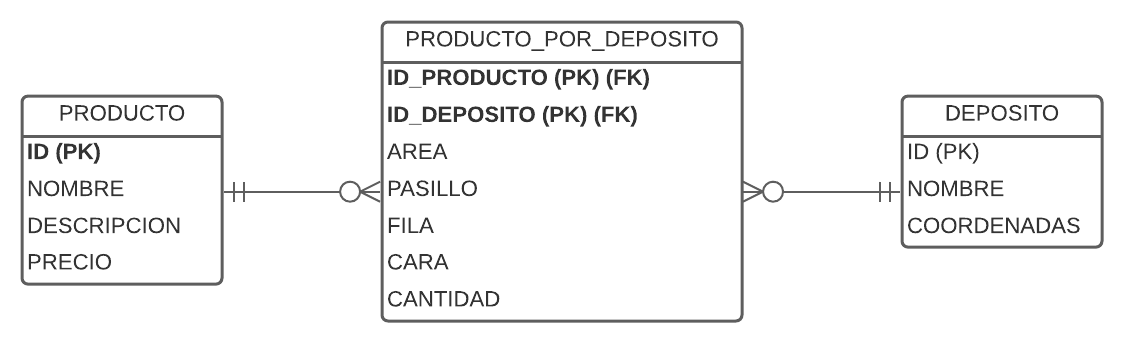 PRODUCTO
ID (PK)
NOMBRE
DESCRIPCION
PRECIO
PRODUCTO_POR_DEPOSITO
ID_PRODUCTO (PK) (FK)
ID_DEPOSITO (PK) (FK)
AREA
PASILLO
FILA
CARA
CANTIDAD
DEPOSITO
ID (PK)
NOMBRE
COORDENADAS